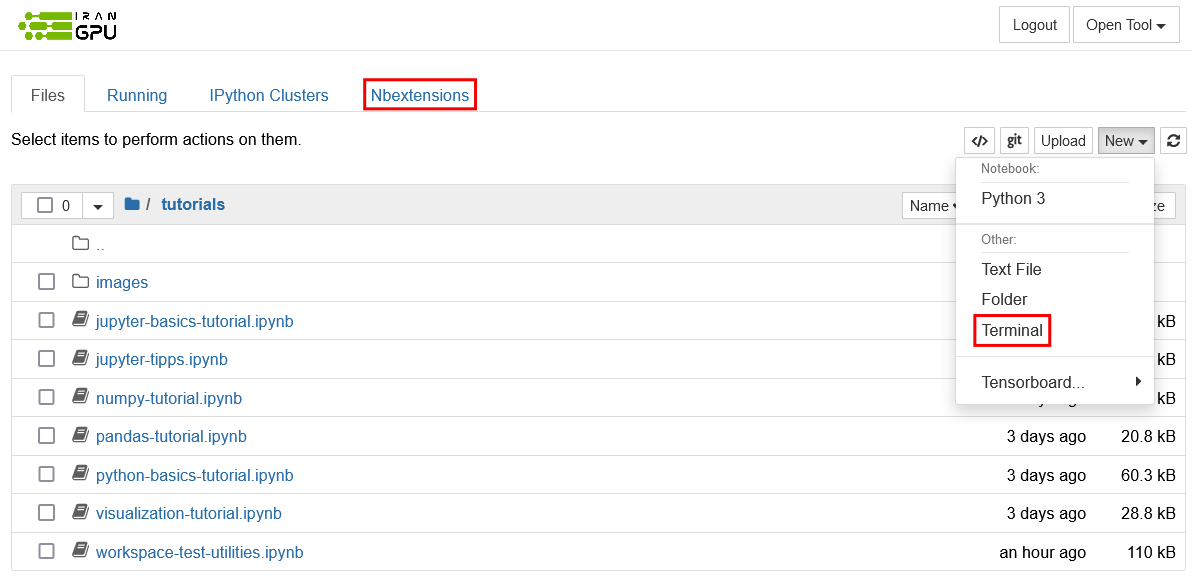 IRAN
GPU
Logout
Open Tool
Files
Running
IPython Clusters
Nbextensions
Select items to perform actions on them.
</>
git
Upload
New
Notebook:
Python 3
Other:
Text File
Folder
Terminal
Tensorboard...
0
/ tutorials
Name
..
images
jupyter-basics-tutorial.ipynb
kB
jupyter-tipps.ipynb
kB
numpy-tutorial.ipynb
kB
pandas-tutorial.ipynb
3 days ago
20.8 kB
python-basics-tutorial.ipynb
3 days ago
60.3 kB
visualization-tutorial.ipynb
3 days ago
28.8 kB
workspace-test-utilities.ipynb
an hour ago
110 kB